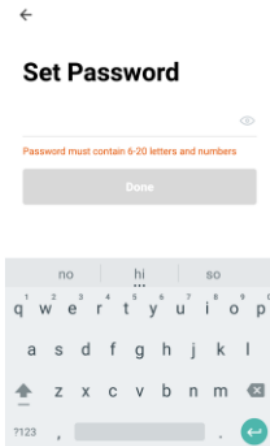 Set Password
Password must contain 6-20 letters and numbers
Done
no hi so
1 2 3 4 5 6 7 8 9 0
q w e r t y u i o p
a s d f g h j k l
z x c v b n m
?123 , .